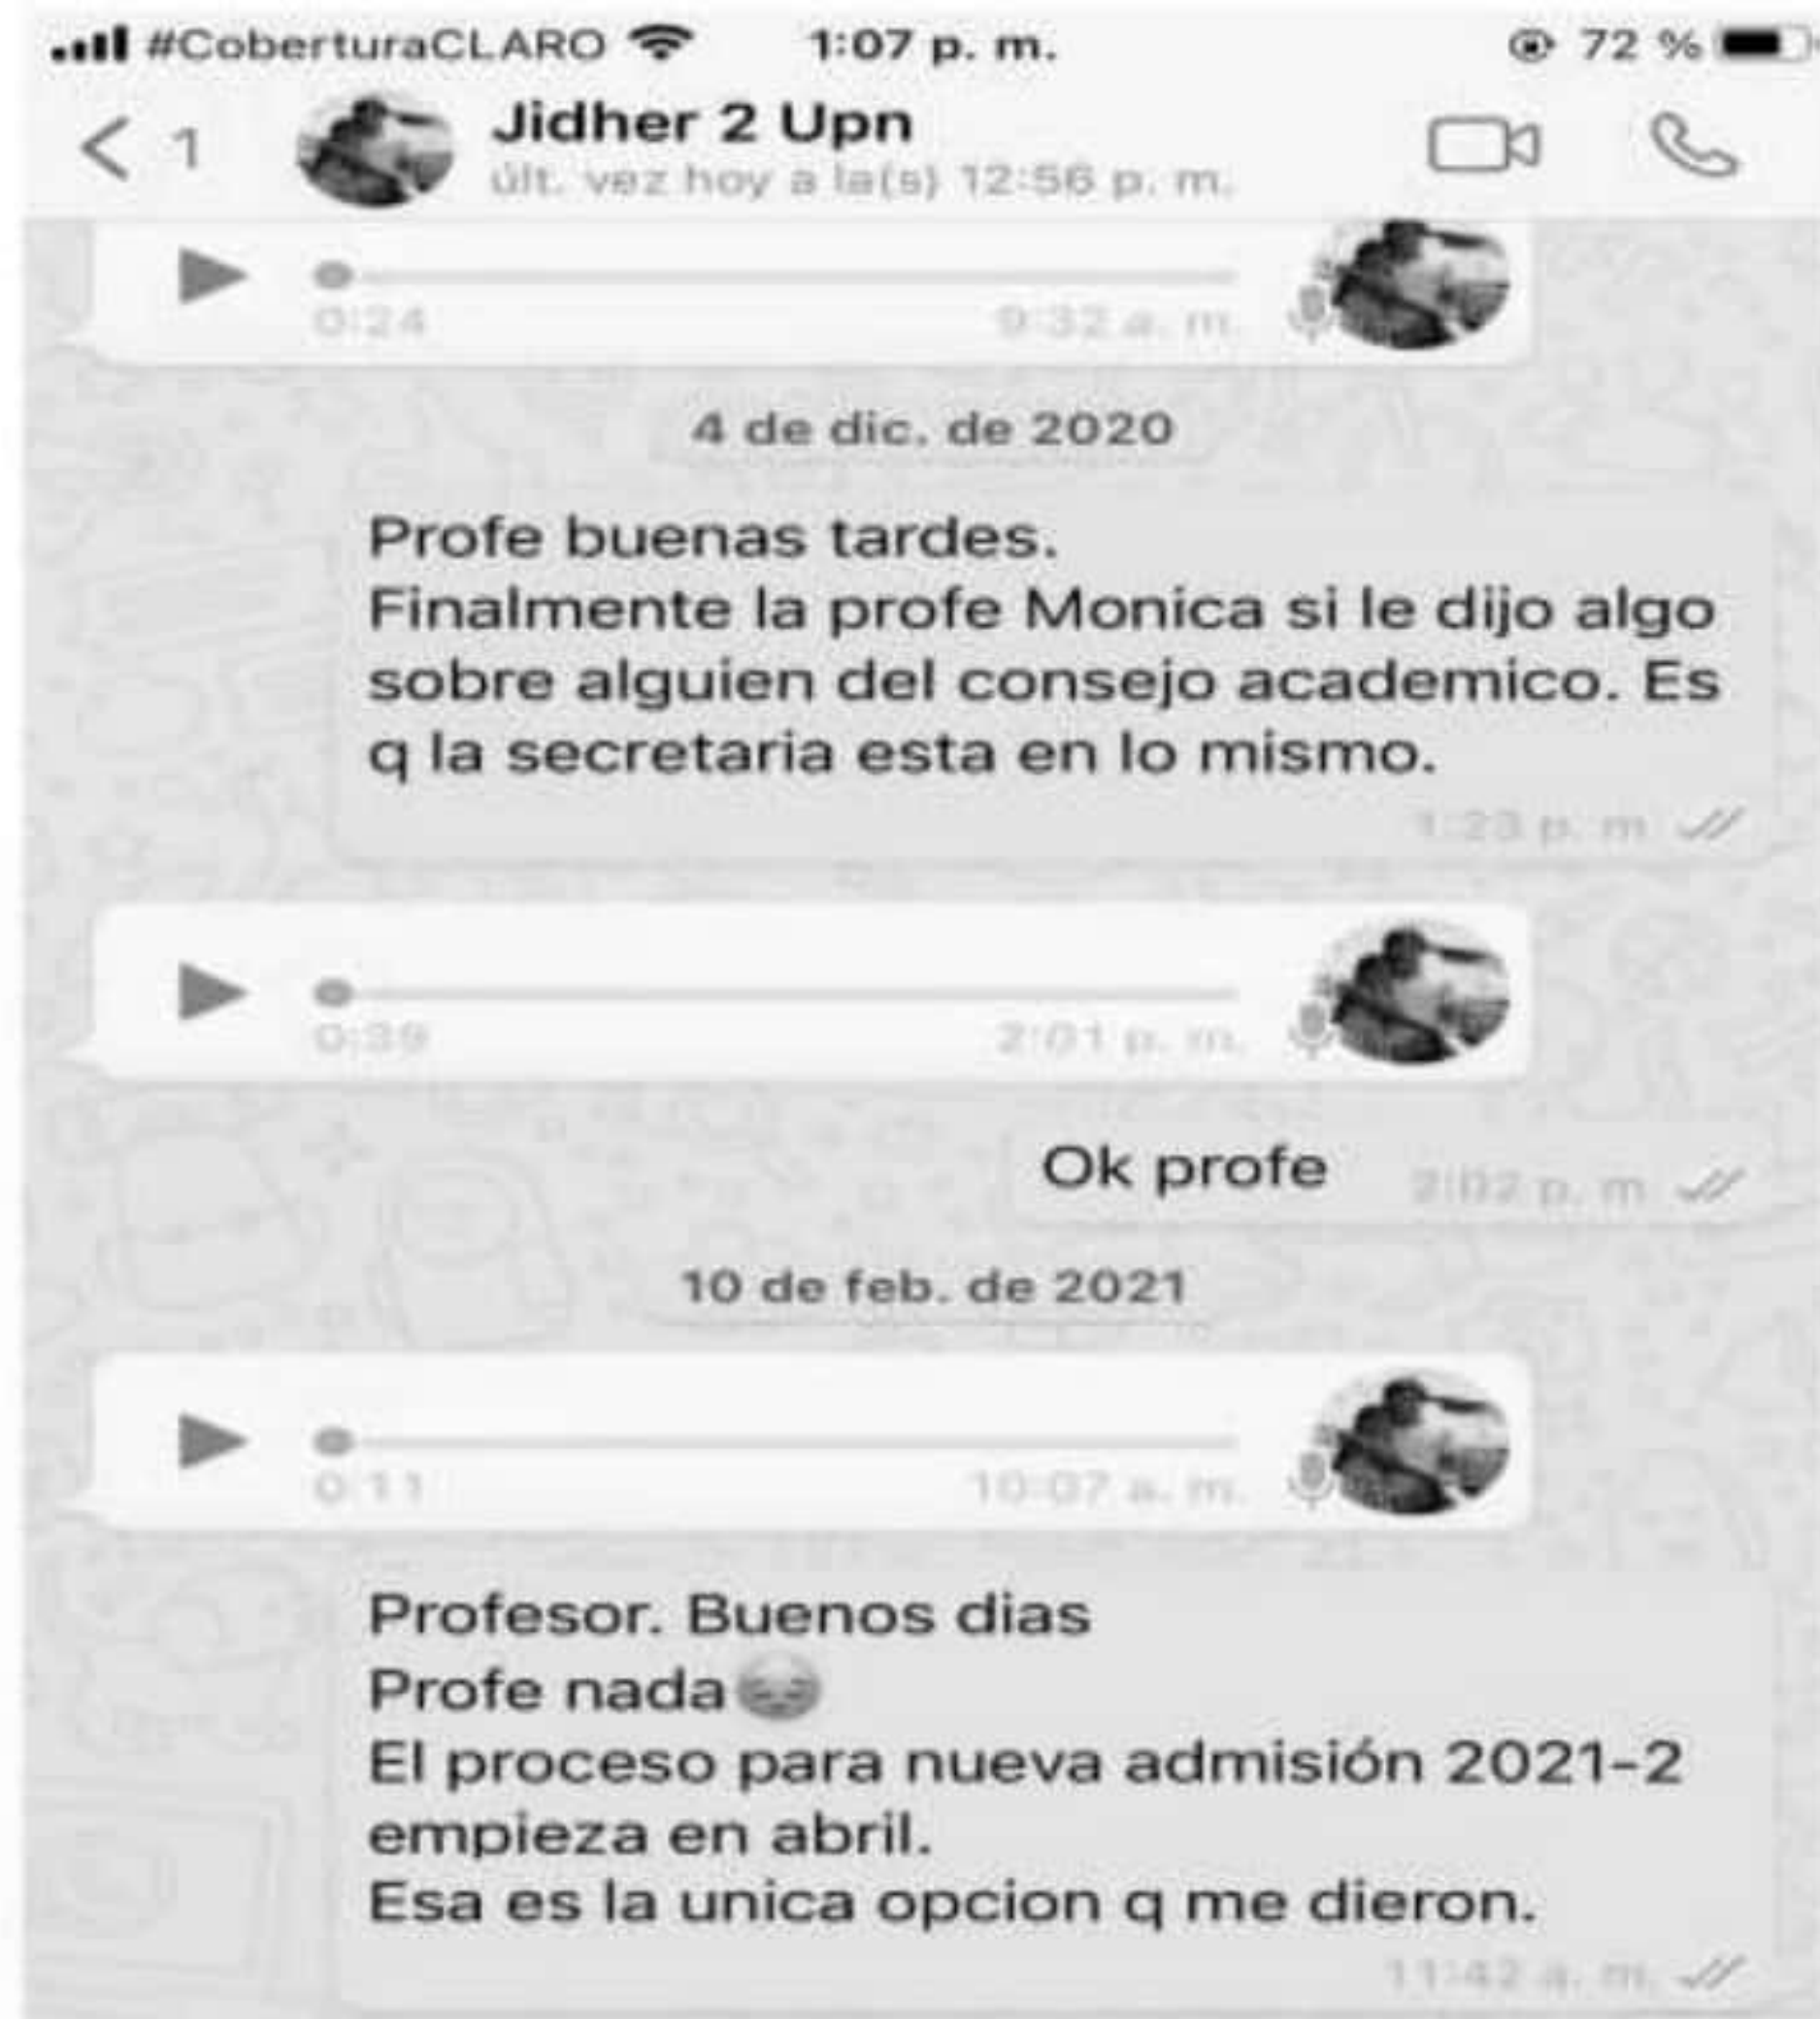 #CoberturaCLARO 1:07 p. m. 72 %
1 Jidher 2 Upn
últ. vez hoy a la(s) 12:56 p. m.
0:24 9:32 a. m.
4 de dic. de 2020
Profe buenas tardes.
Finalmente la profe Monica si le dijo algo
sobre alguien del consejo academico. Es
q la secretaria esta en lo mismo.
1:23 p. m.
0:39 2:01 p. m.
Ok profe 2:02 p. m.
10 de feb. de 2021
0:11 10:07 a. m.
Profesor. Buenos dias
Profe nada😔
El proceso para nueva admisión 2021-2
empieza en abril.
Esa es la unica opcion q me dieron.
11:42 a. m.